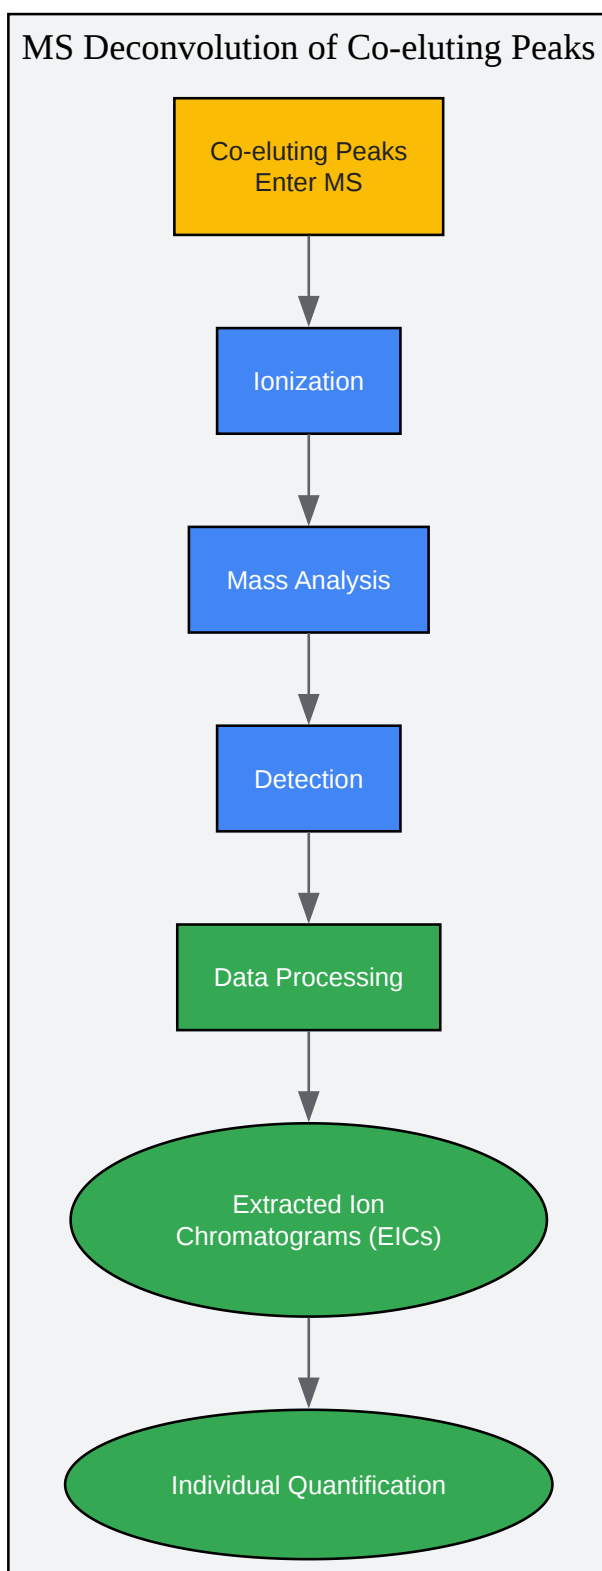 MS Deconvolution of Co-eluting Peaks
Co-eluting Peaks
Enter MS
Ionization
Mass Analysis
Detection
Data Processing
Extracted Ion
Chromatograms (EICs)
Individual Quantification